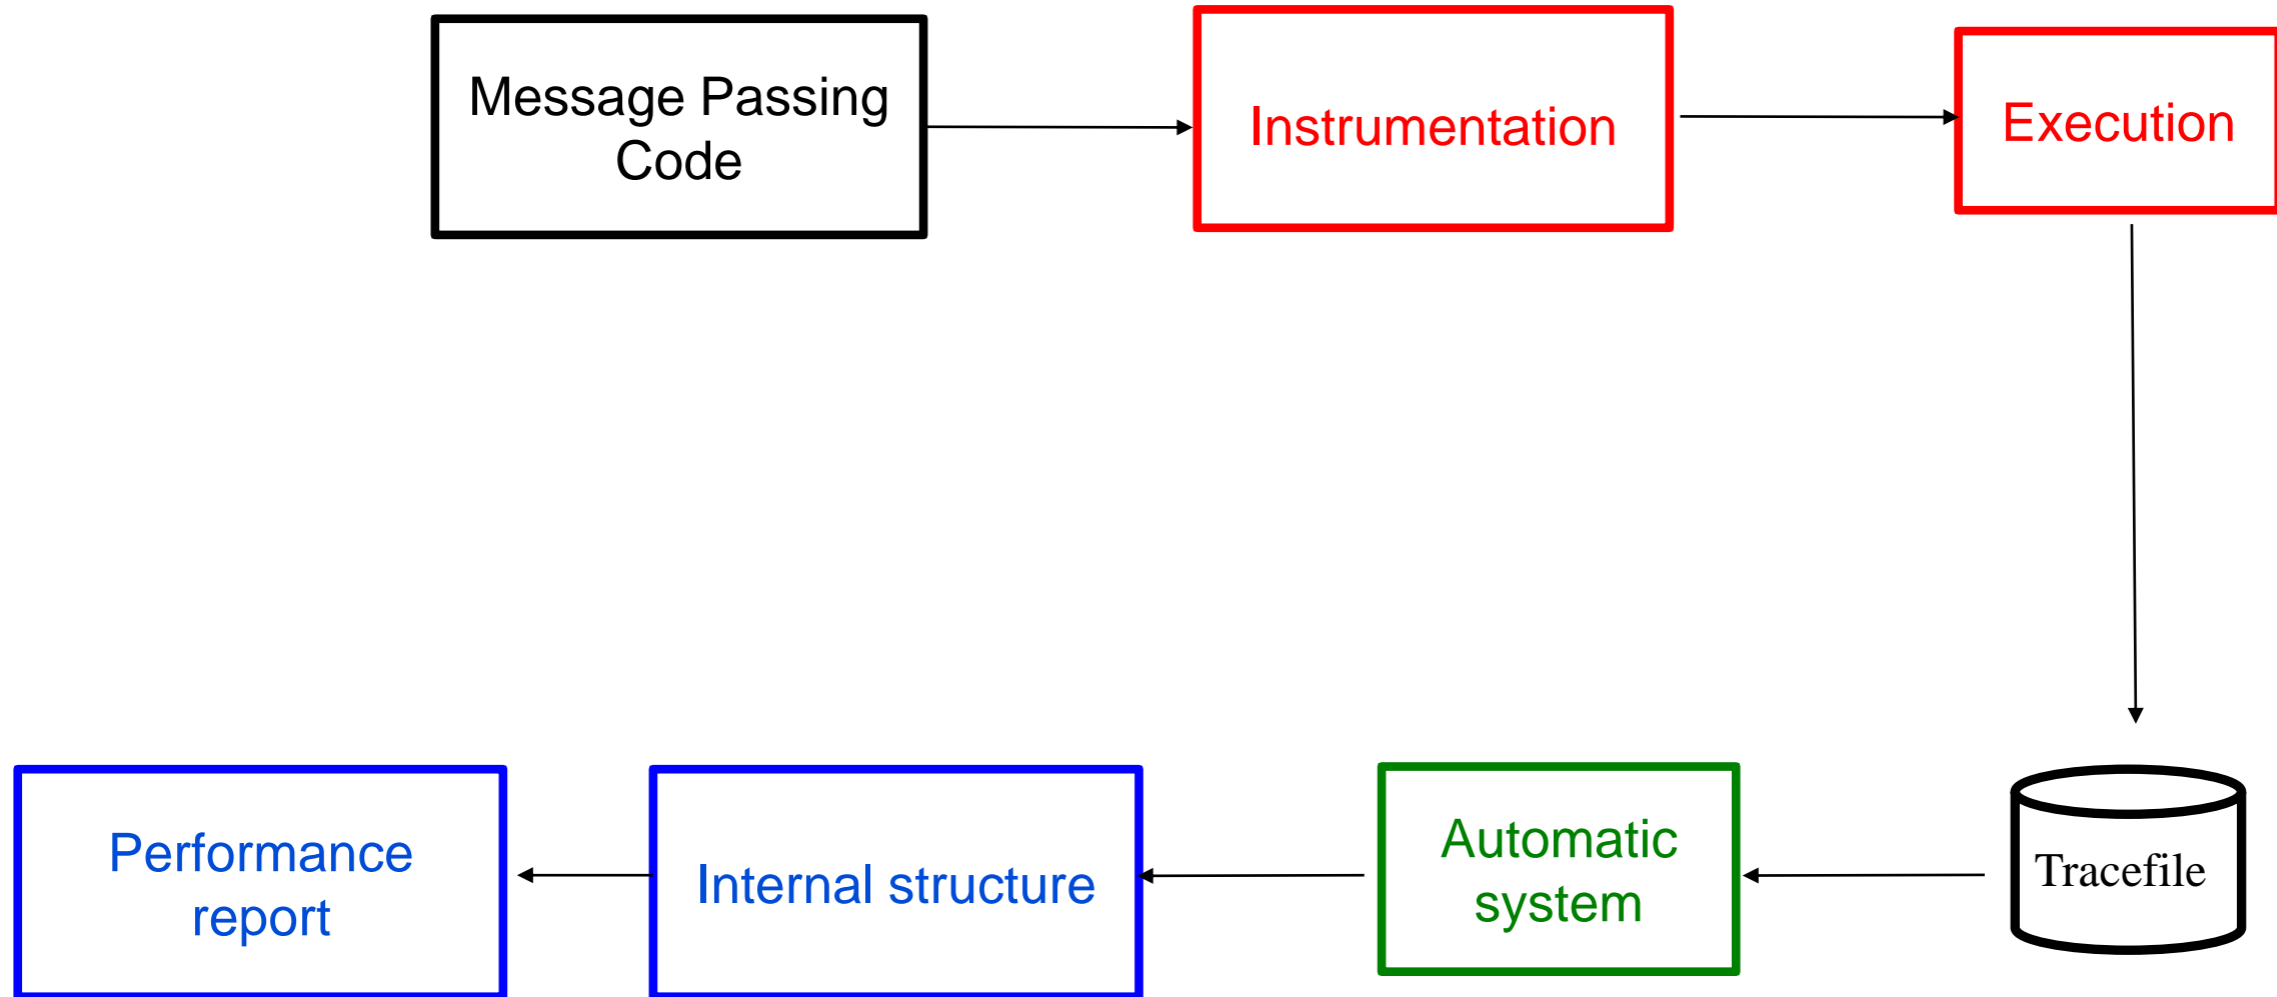 Message Passing
Code
Instrumentation
Execution
Performance
report
Internal structure
Automatic
system
Tracefile